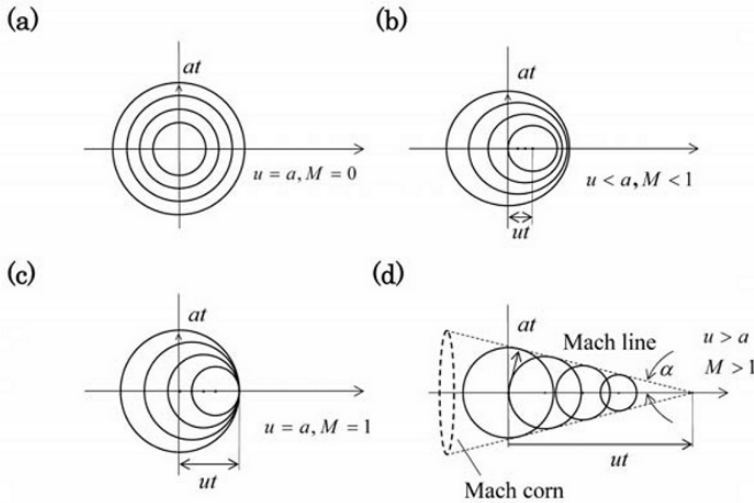 (a)
at
u = a, M = 0
(b)
at
u < a, M < 1
ut
(c)
at
u = a, M = 1
ut
(d)
at
Mach line
u > a
M > 1
α
ut
Mach corn